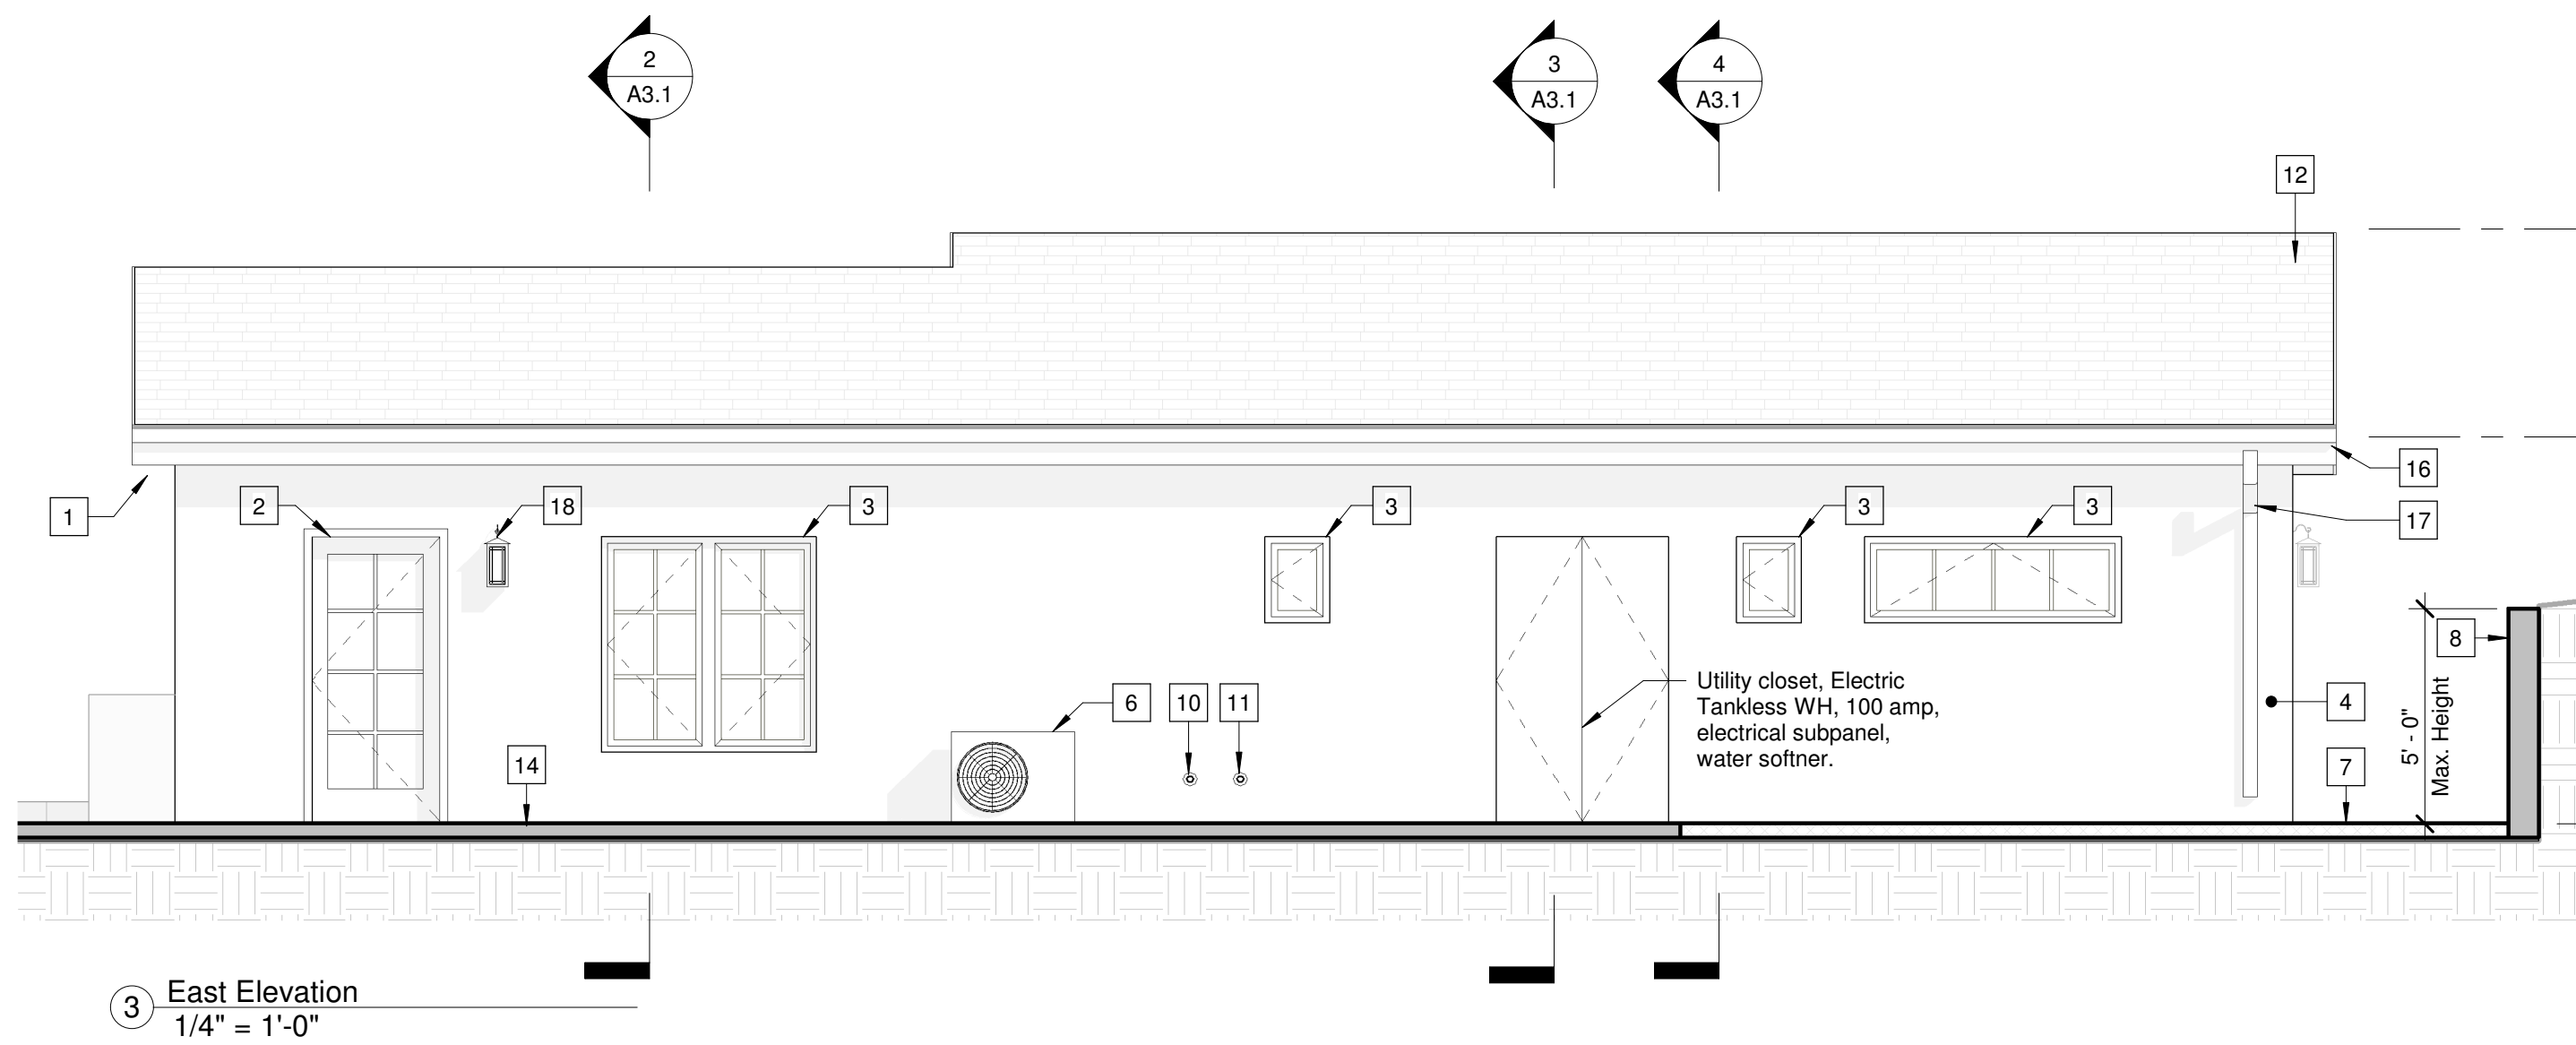 2
A3.1
3
A3.1
4
A3.1
12
16
1
2
18
3
3
3
3
17
8
6
10
11
Utility closet, Electric
Tankless WH, 100 amp,
electrical subpanel,
water softner.
4
5' - 0"
Max. Height
14
7
3
East Elevation
1/4" = 1'-0"